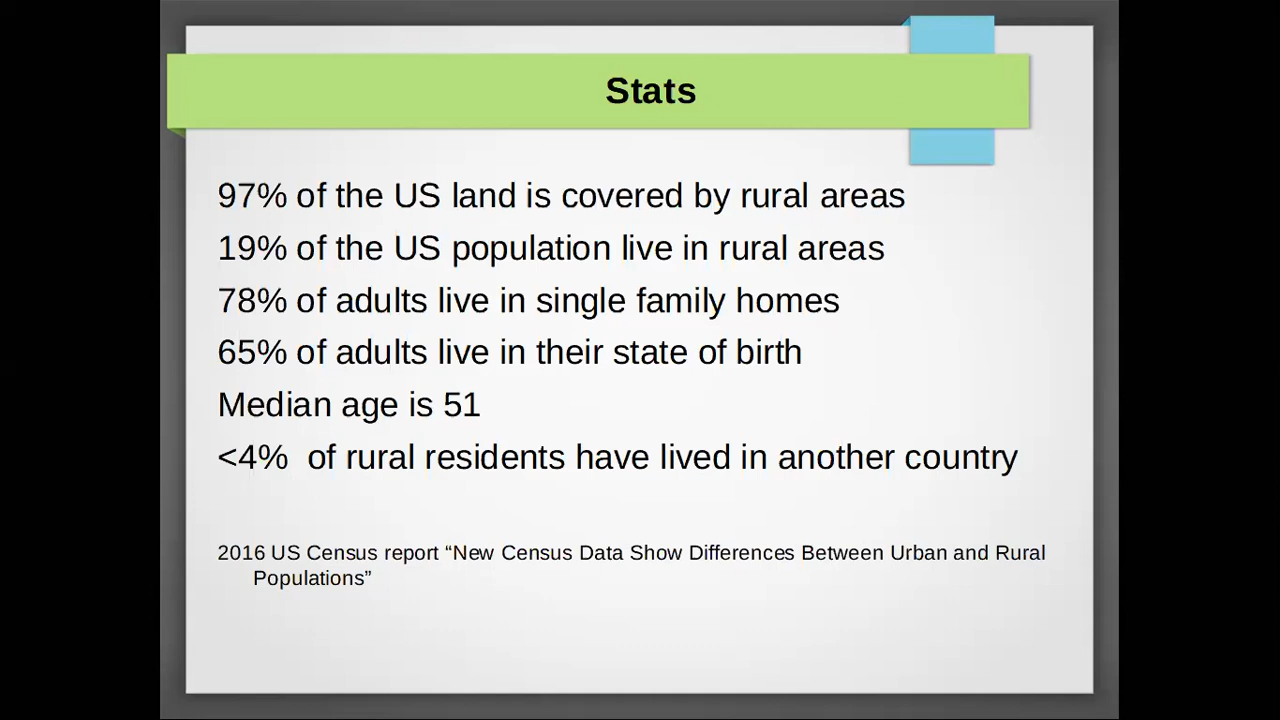 Stats
97% of the US land is covered by rural areas
19% of the US population live in rural areas
78% of adults live in single family homes
65% of adults live in their state of birth
Median age is 51
<4%  of rural residents have lived in another country
2016 US Census report “New Census Data Show Differences Between Urban and Rural
Populations”